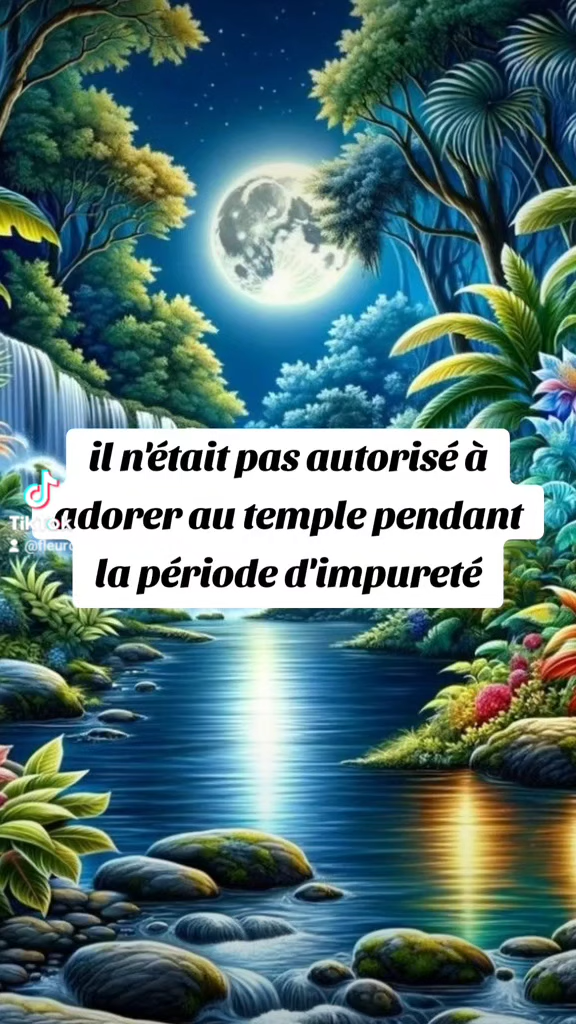 il n'était pas autorisé à
adorer au temple pendant
la période d'impureté
TikTok